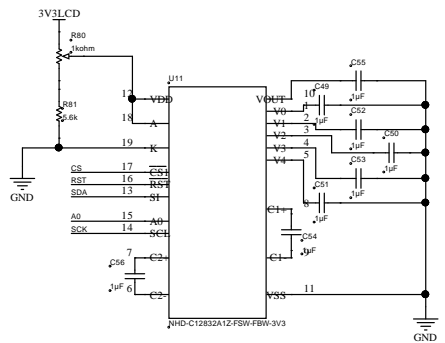 3V3LCD
R80
1kohm
U11
R81
5.6k
GND
12 VDD
18 A
19 K
CS 17 CS1
RST 16 RST
SDA 13 SI
A0 15 A0
SCK 14 SCL
7 C2+
C56
1µF
6 C2-
VOUT 10
C55
1µF
V0 1
C49
1µF
V1 2
C52
1µF
V2 3
C50
1µF
V3 4
C53
1µF
V4 5
C51
1µF
C1+ 8
C54
1µF
C1- 9
VSS 11
GND
NHD-C12832A1Z-FSW-FBW-3V3